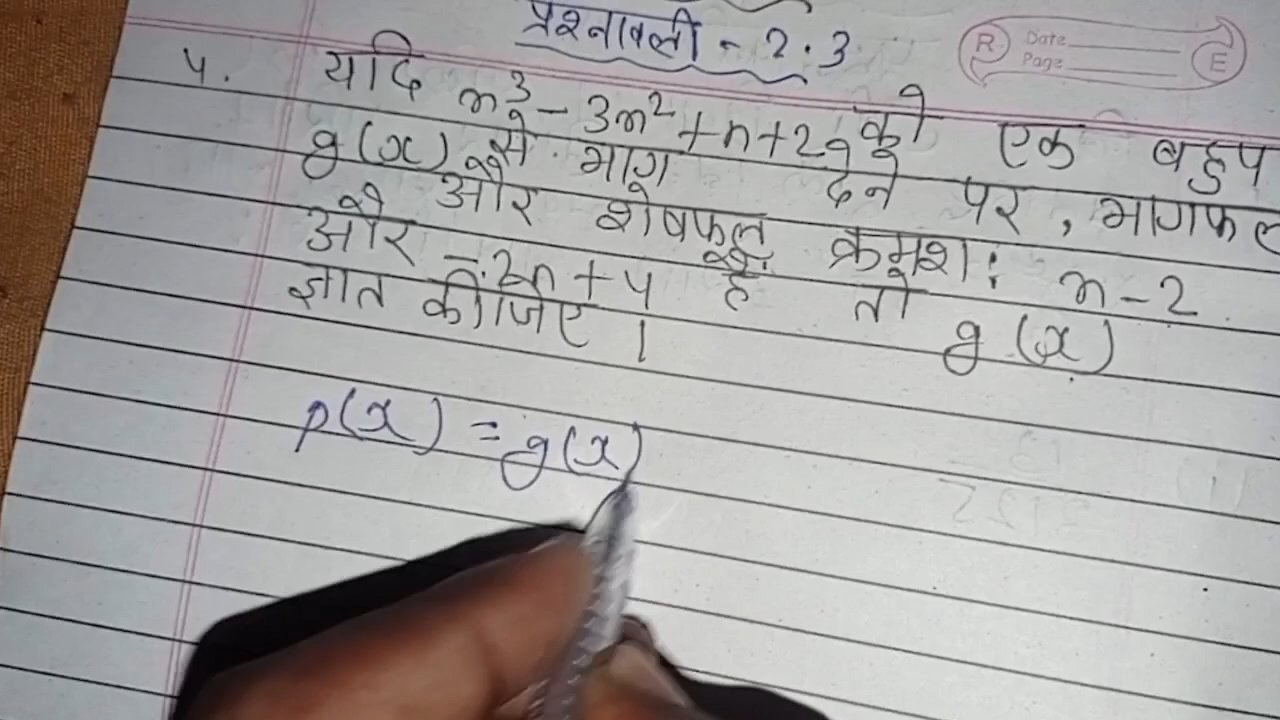 प्रश्नावली - 2.3
R Date
Page E
4. यदि x³ - 3x² + x + 2, को एक बहुप
g(x) से भाग देने पर, भागफल
और शेषफल क्रमश: x - 2
और -2x + 4 है तो g(x)
ज्ञात कीजिए ।
p(x) = g(x)